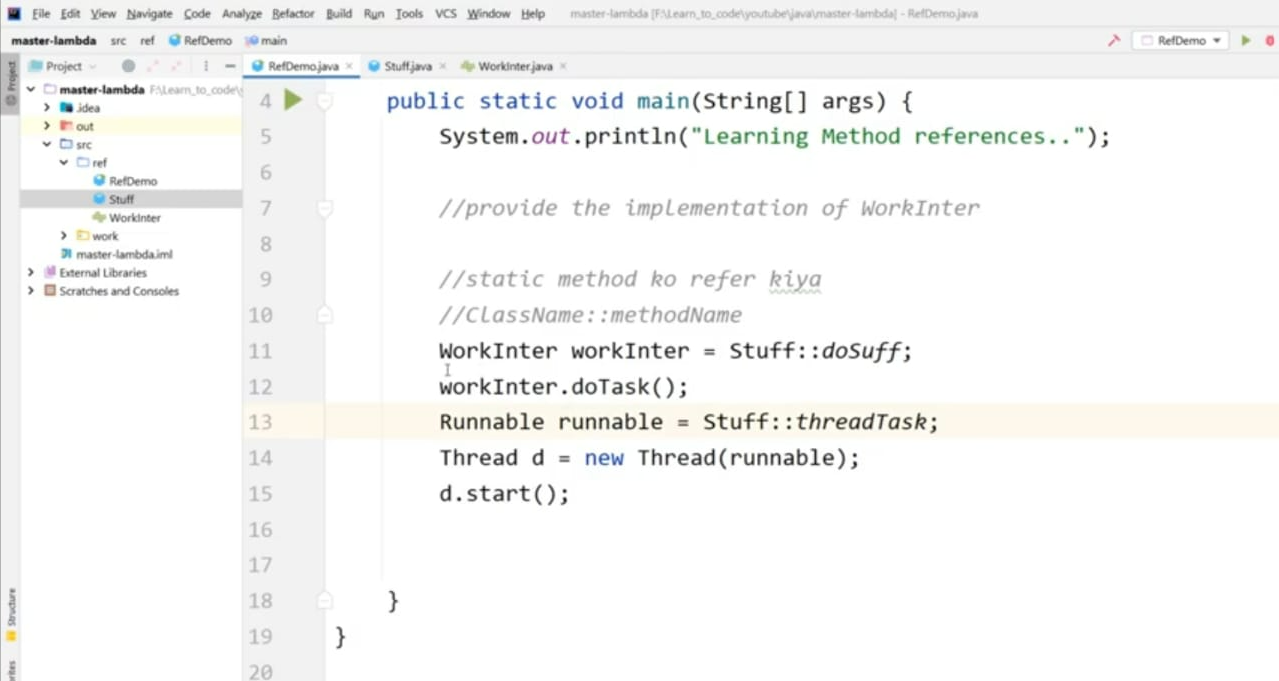 File Edit View Navigate Code Analyze Refactor Build Run Tools VCS Window Help master-lambda [F:\Learn_to_code\youtube\java\master-lambda] - RefDemo.java
master-lambda src ref RefDemo main RefDemo
Project RefDemo.java Stuff.java WorkInter.java
Project
master-lambda F:\Learn_to_code\
.idea
out
src
ref
RefDemo
Stuff
WorkInter
work
master-lambda.iml
External Libraries
Scratches and Consoles
Structure
4 public static void main(String[] args) {
5 System.out.println("Learning Method references..");
6
7 //provide the implementation of WorkInter
8
9 //static method ko refer kiya
10 //ClassName::methodName
11 WorkInter workInter = Stuff::doSuff;
12 workInter.doTask();
13 Runnable runnable = Stuff::threadTask;
14 Thread d = new Thread(runnable);
15 d.start();
16
17
18 }
19 }
20